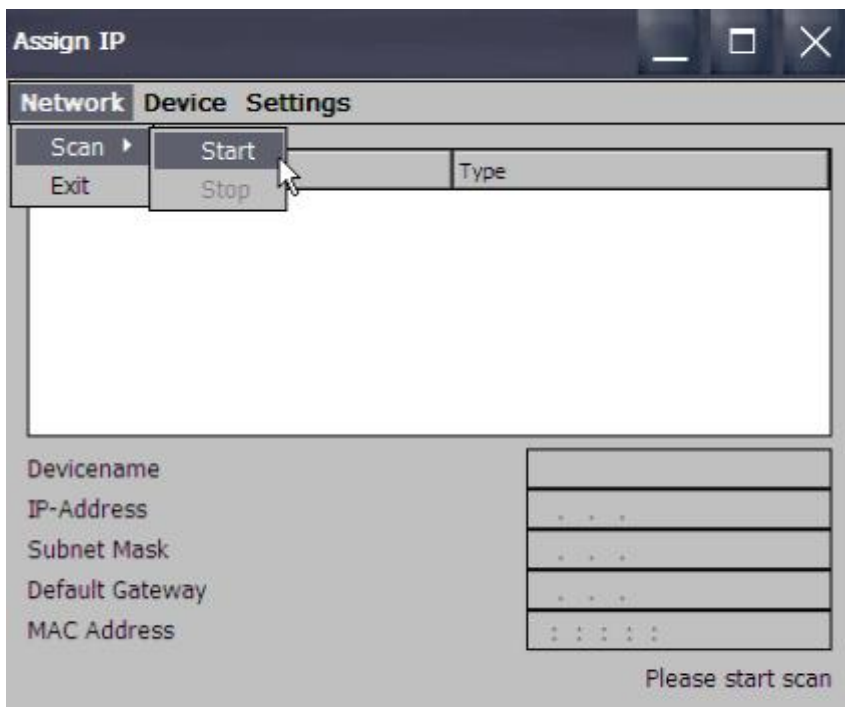 Assign IP
Network Device Settings
Scan Start
Type
Exit Stop
Devicename
IP-Address . . .
Subnet Mask . . .
Default Gateway . . .
MAC Address : : : : :
Please start scan